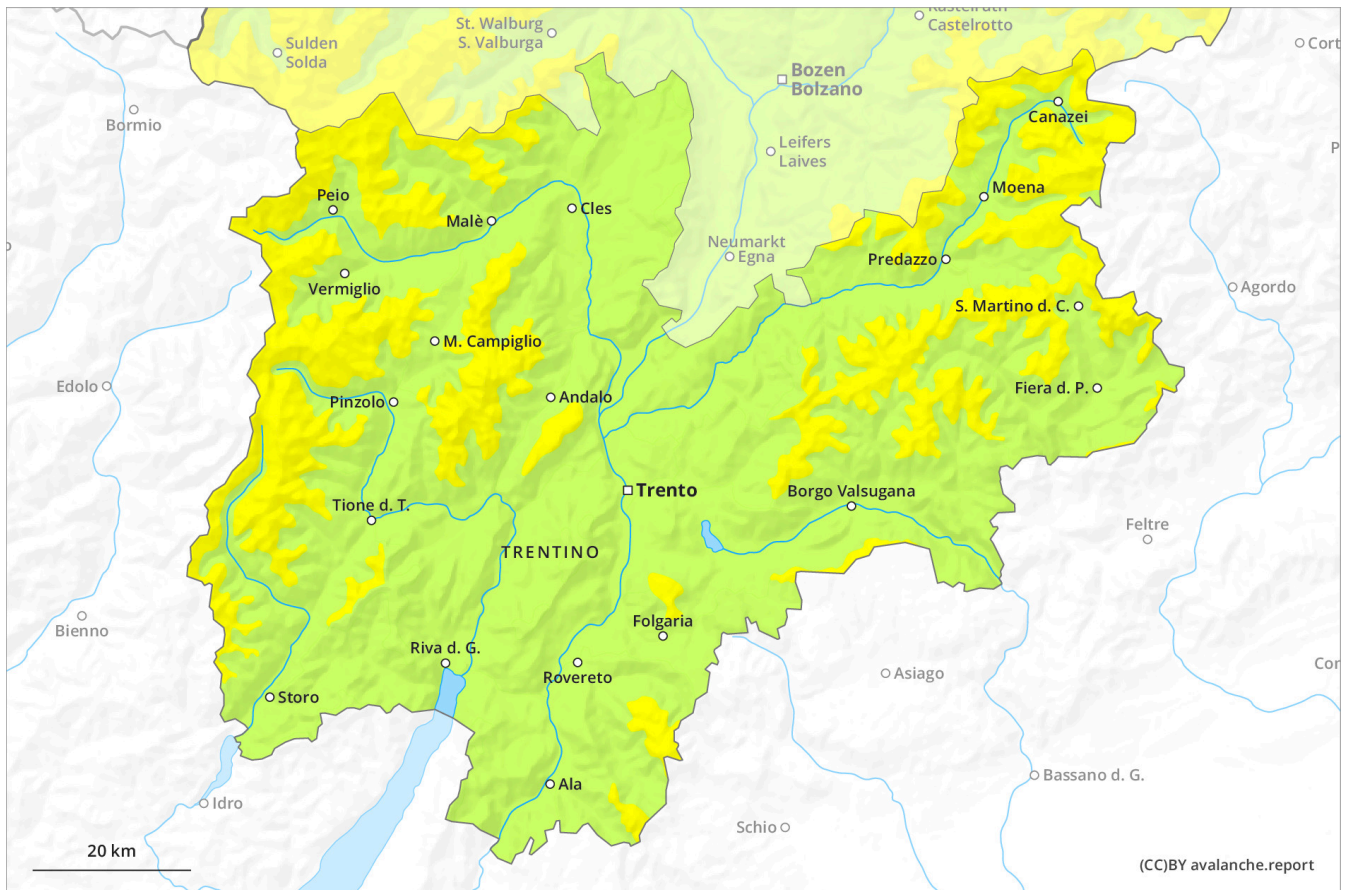 Kastelruth
Castelrotto
St. Walburg
S. Valburga
Sulden
Solda
Cort
Bozen
Bolzano
Bormio
Canazei
Leifers
Laives
P
Peio
Moena
Malè
Cles
Neumarkt
Egna
Predazzo
Vermiglio
Agordo
S. Martino d. C.
M. Campiglio
Edolo
Fiera d. P.
Pinzolo
Andalo
Trento
Borgo Valsugana
Tione d. T.
Feltre
TRENTINO
Bienno
Folgaria
Riva d. G.
Cor
Asiago
Rovereto
Storo
Bassano d. G.
Ala
Idro
Schio
20 km
(CC)BY avalanche.report